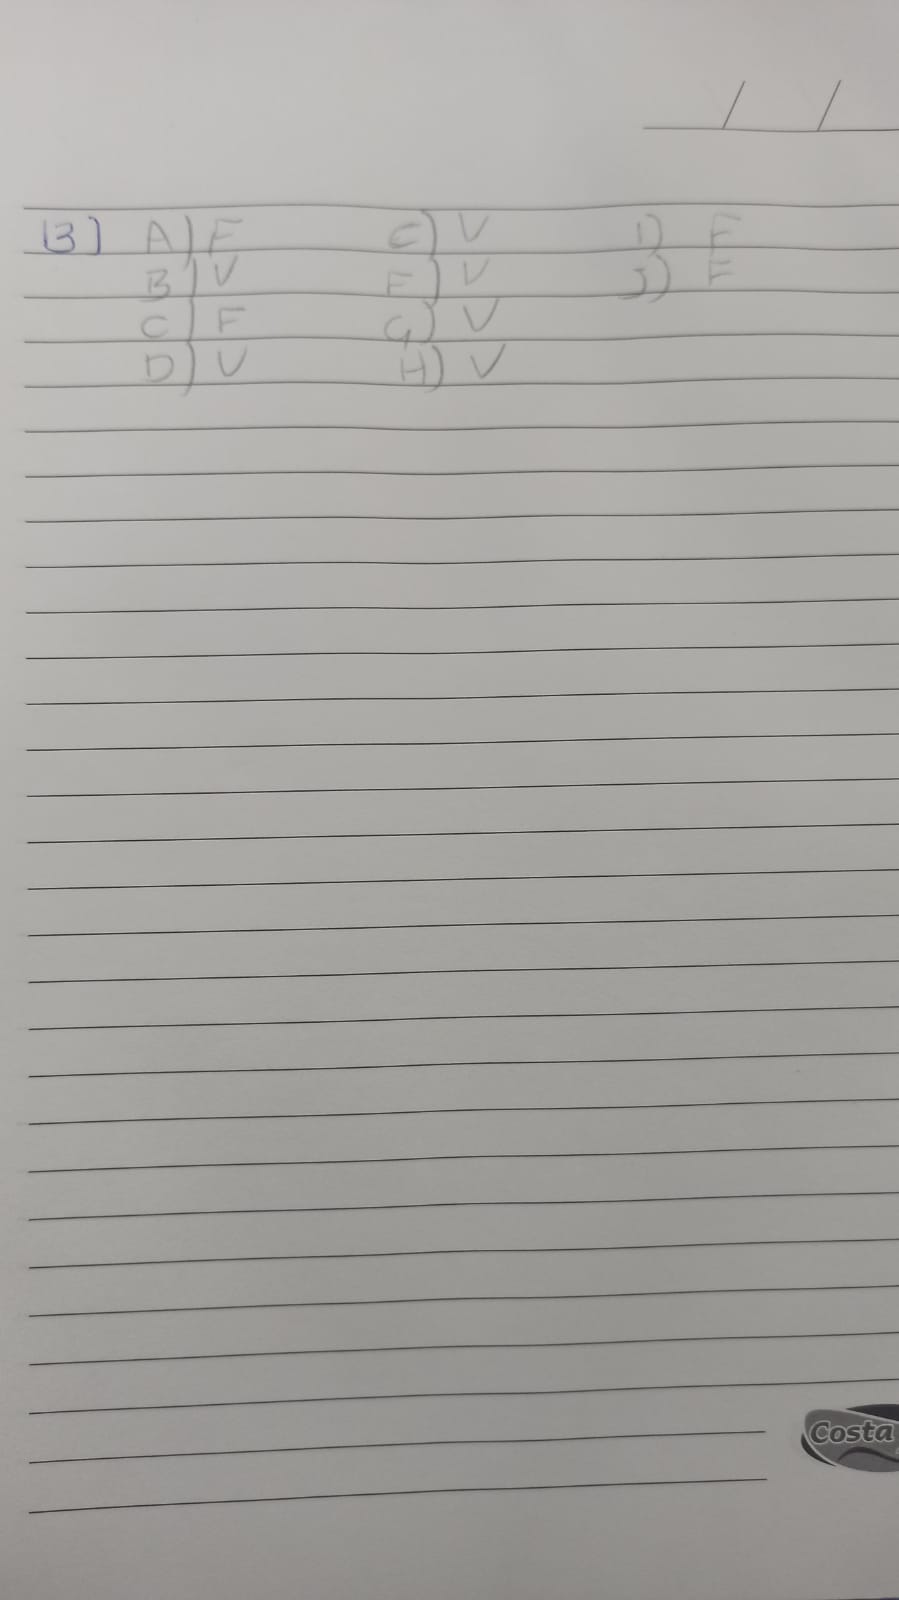 13) A) F
B) V
C) F
D) V
E) V
F) V
G) V
H) V
I) F
J) F
/ /
Costa